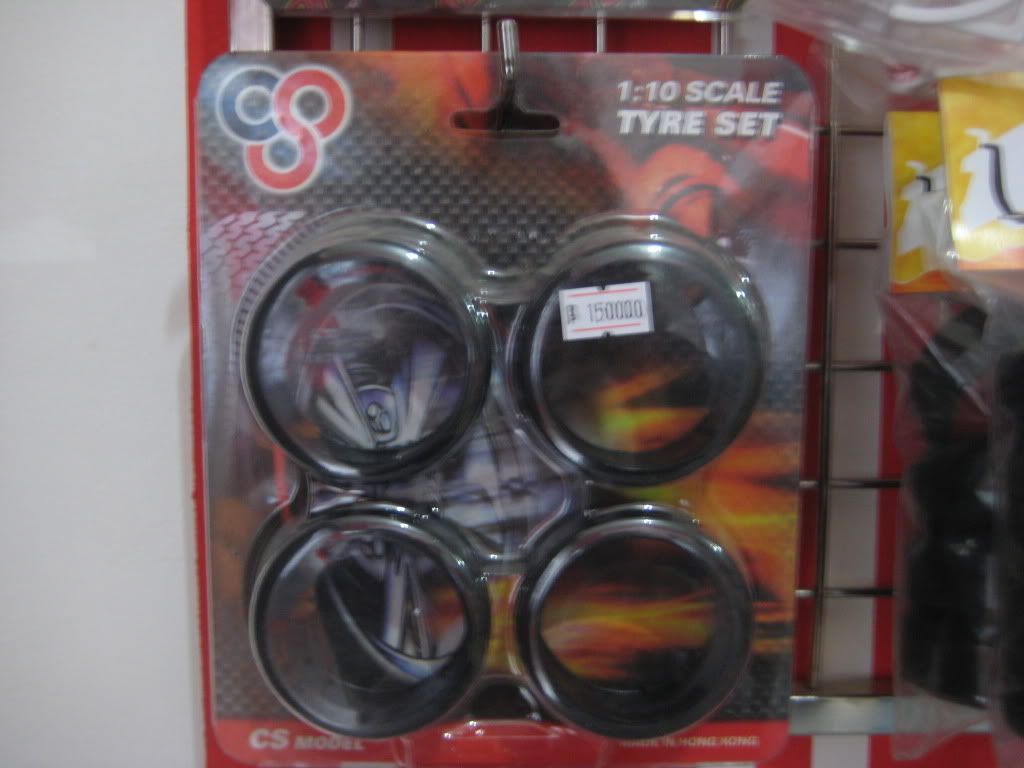 1:10 SCALE
TYRE SET
150000
CS MODEL
MADE IN HONG KONG